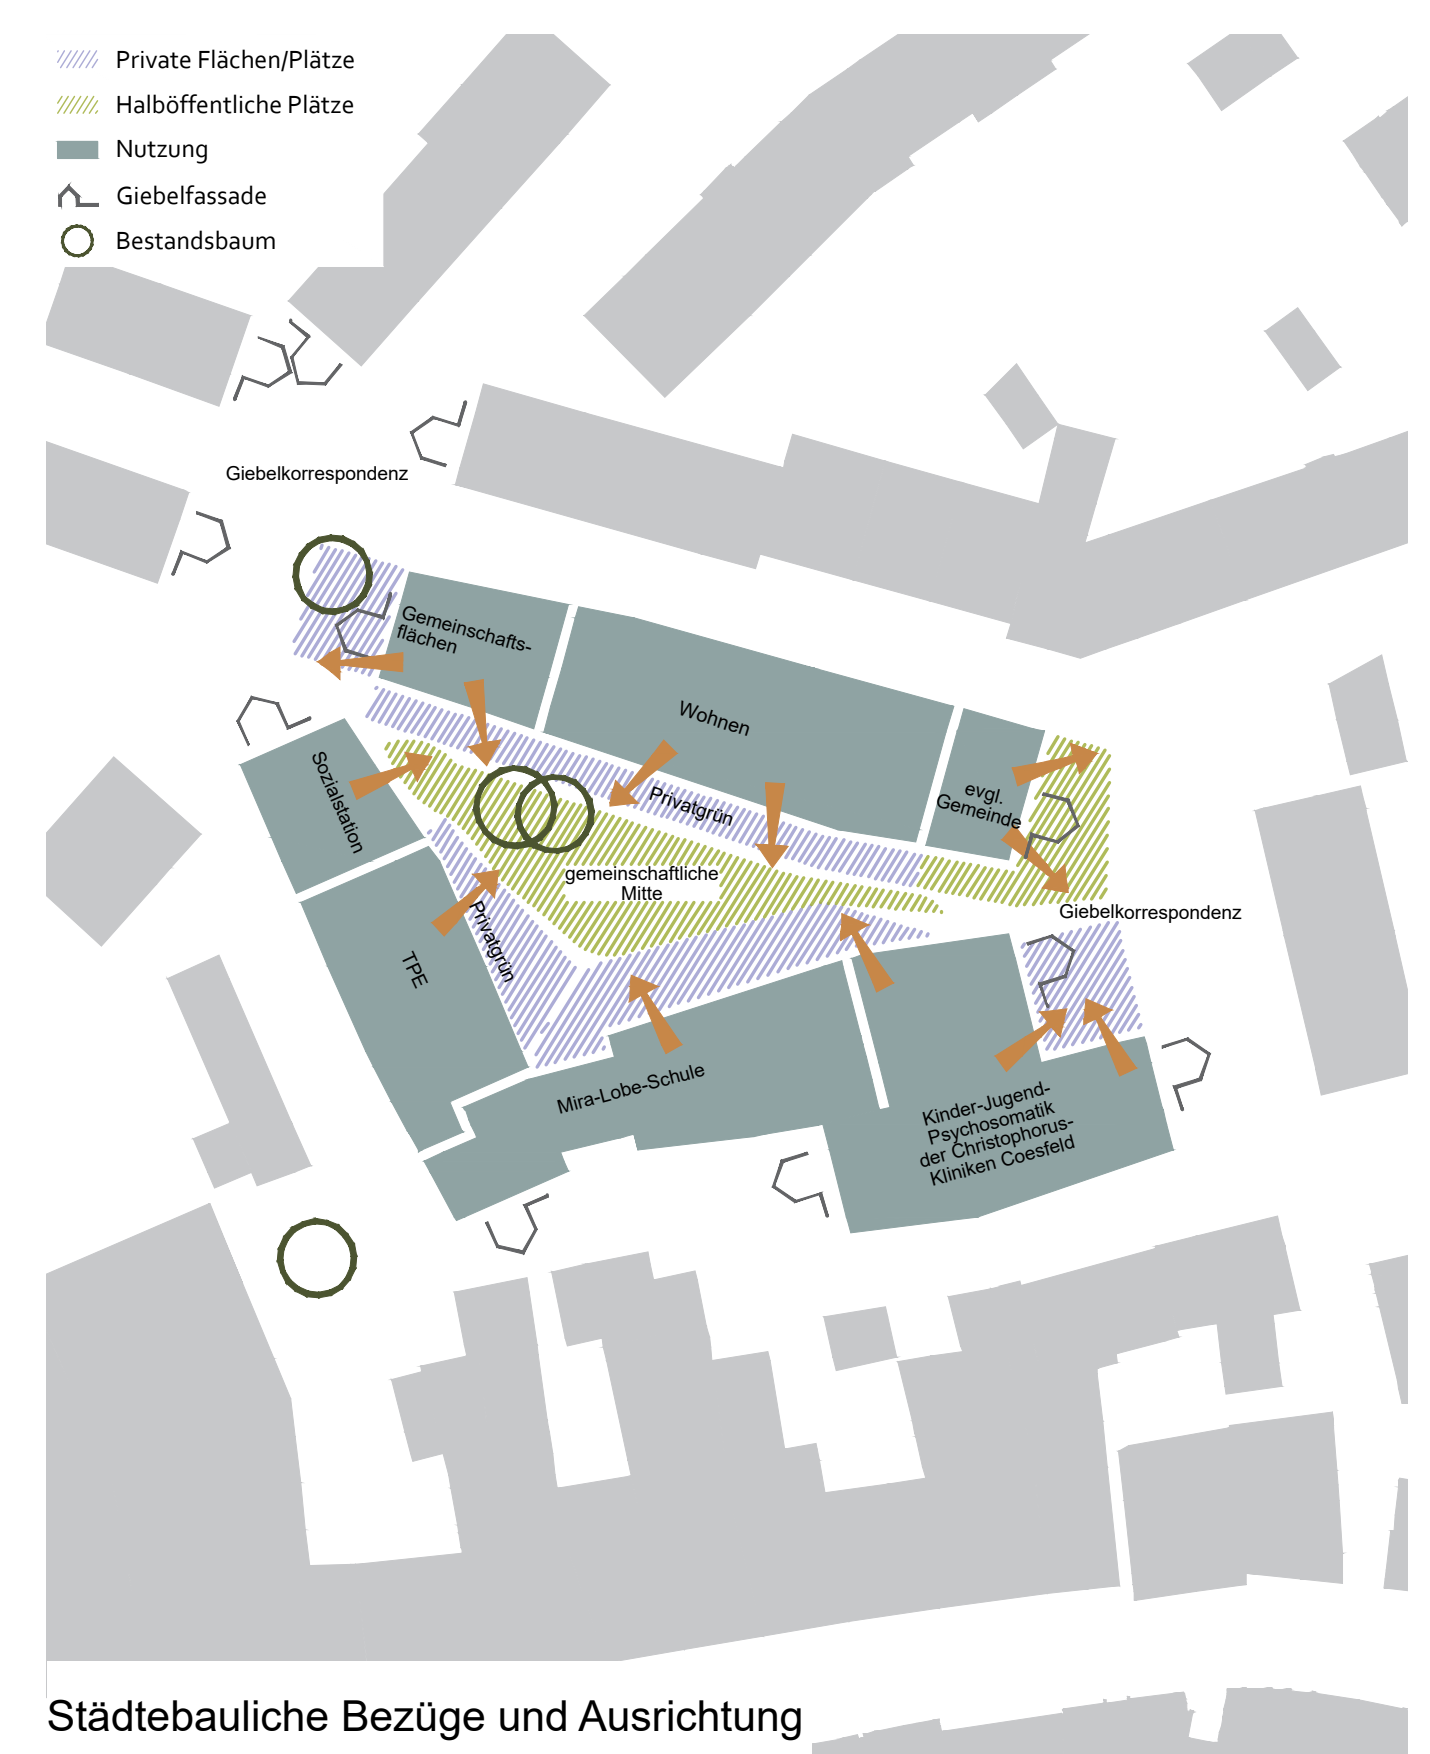 Private Flächen/Plätze
Halböffentliche Plätze
Nutzung
Giebelfassade
Bestandsbaum
Giebelkorrespondenz
Gemeinschafts-
flächen
Wohnen
Sozialstation
evgl.
Gemeinde
Privatgrün
gemeinschaftliche
Mitte
Giebelkorrespondenz
Privatgrün
TPE
Mira-Lobe-Schule
Kinder-Jugend-
Psychosomatik
der Christophorus-
Kliniken Coesfeld
Städtebauliche Bezüge und Ausrichtung